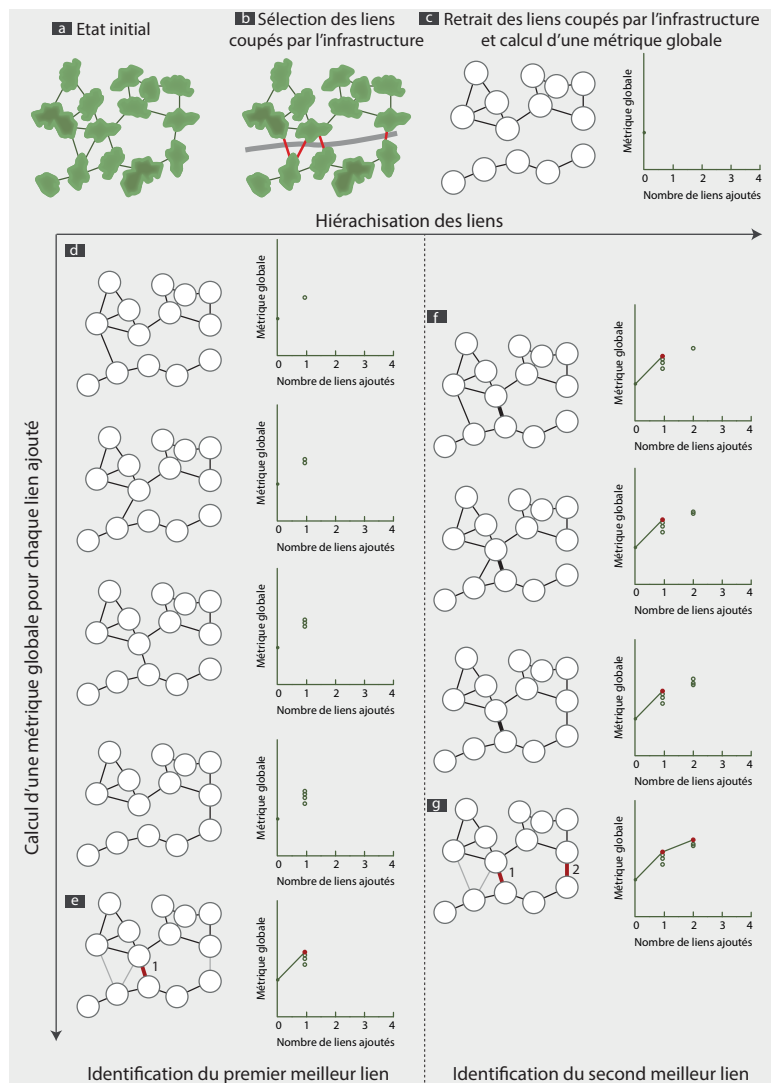 a Etat initial
b Sélection des liens
coupés par l'infrastructure
c Retrait des liens coupés par l'infrastructure
et calcul d'une métrique globale
Métrique globale
0 1 2 3 4
Nombre de liens ajoutés
Hiérachisation des liens
Calcul d'une métrique globale pour chaque lien ajouté
d
Métrique globale
0 1 2 3 4
Nombre de liens ajoutés
Métrique globale
0 1 2 3 4
Nombre de liens ajoutés
Métrique globale
0 1 2 3 4
Nombre de liens ajoutés
Métrique globale
0 1 2 3 4
Nombre de liens ajoutés
e
1
Métrique globale
0 1 2 3 4
Nombre de liens ajoutés
Identification du premier meilleur lien
f
Métrique globale
0 1 2 3 4
Nombre de liens ajoutés
Métrique globale
0 1 2 3 4
Nombre de liens ajoutés
Métrique globale
0 1 2 3 4
Nombre de liens ajoutés
g
1
2
Métrique globale
0 1 2 3 4
Nombre de liens ajoutés
Identification du second meilleur lien